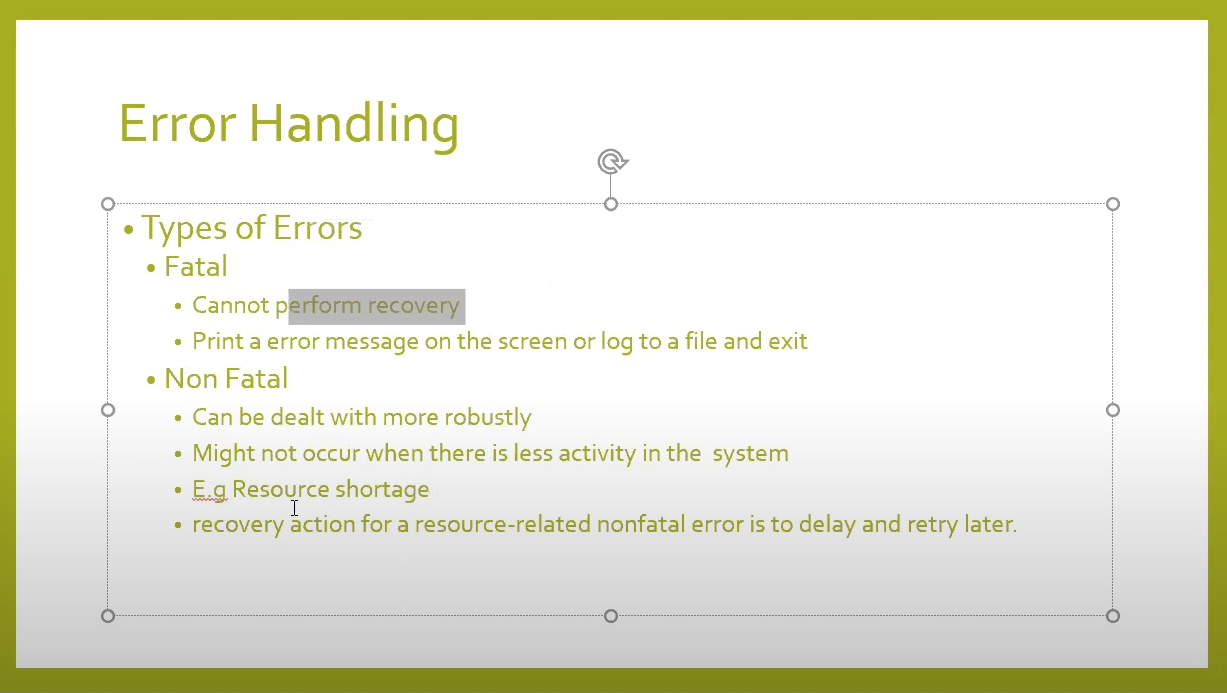 Error Handling
• Types of Errors
• Fatal
• Cannot perform recovery
• Print a error message on the screen or log to a file and exit
• Non Fatal
• Can be dealt with more robustly
• Might not occur when there is less activity in the  system
• E.g Resource shortage
• recovery action for a resource-related nonfatal error is to delay and retry later.